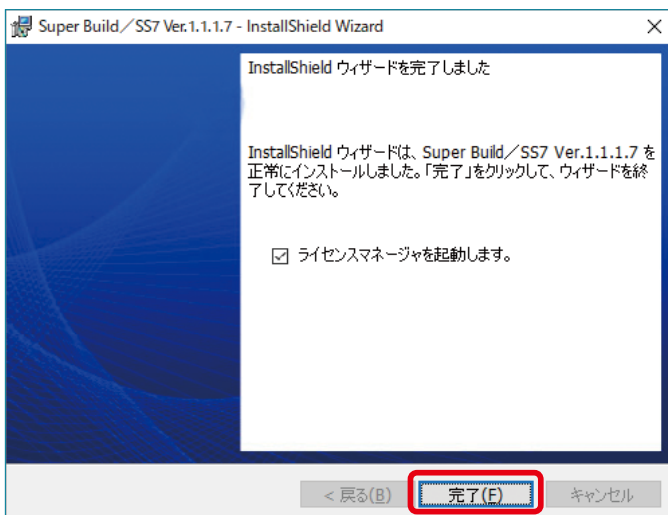 Super Build／SS7 Ver.1.1.1.7 - InstallShield Wizard
InstallShield ウィザードを完了しました
InstallShield ウィザードは、Super Build／SS7 Ver.1.1.1.7 を
正常にインストールしました。「完了」をクリックして、ウィザードを終
了してください。
ライセンスマネージャを起動します。
< 戻る(B)
完了(F)
キャンセル